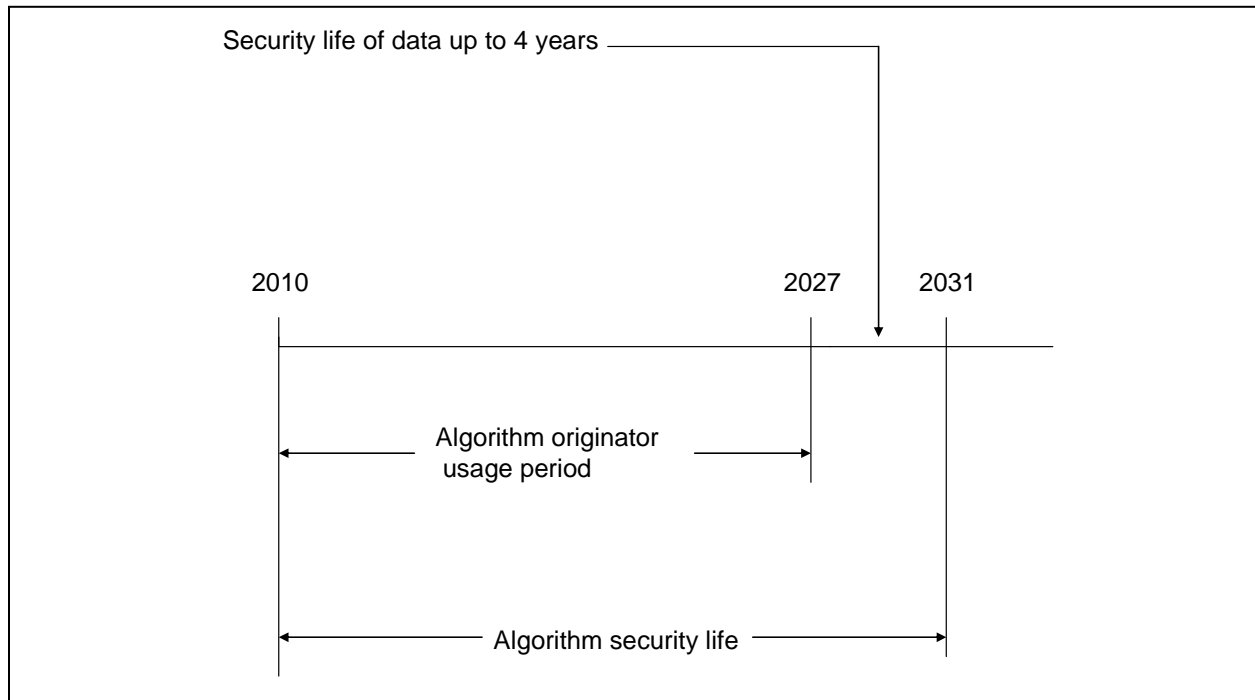 Security life of data up to 4 years
2010
2027
2031
Algorithm originator
usage period
Algorithm security life